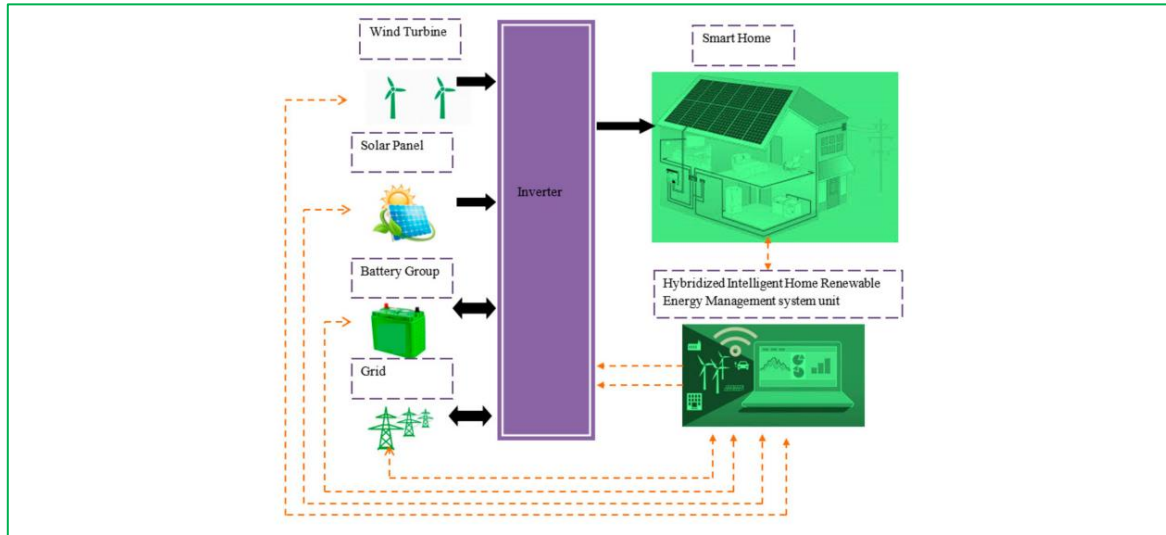 Wind Turbine
Solar Panel
Battery Group
Grid
Inverter
Smart Home
Hybridized Intelligent Home Renewable
Energy Management system unit